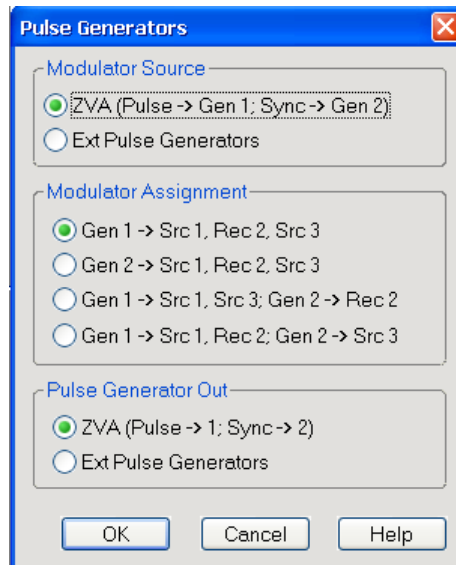 Pulse Generators
Modulator Source
ZVA (Pulse -> Gen 1; Sync -> Gen 2)
Ext Pulse Generators
Modulator Assignment
Gen 1 -> Src 1, Rec 2, Src 3
Gen 2 -> Src 1, Rec 2, Src 3
Gen 1 -> Src 1, Src 3; Gen 2 -> Rec 2
Gen 1 -> Src 1, Rec 2; Gen 2 -> Src 3
Pulse Generator Out
ZVA (Pulse -> 1; Sync -> 2)
Ext Pulse Generators
OK Cancel Help